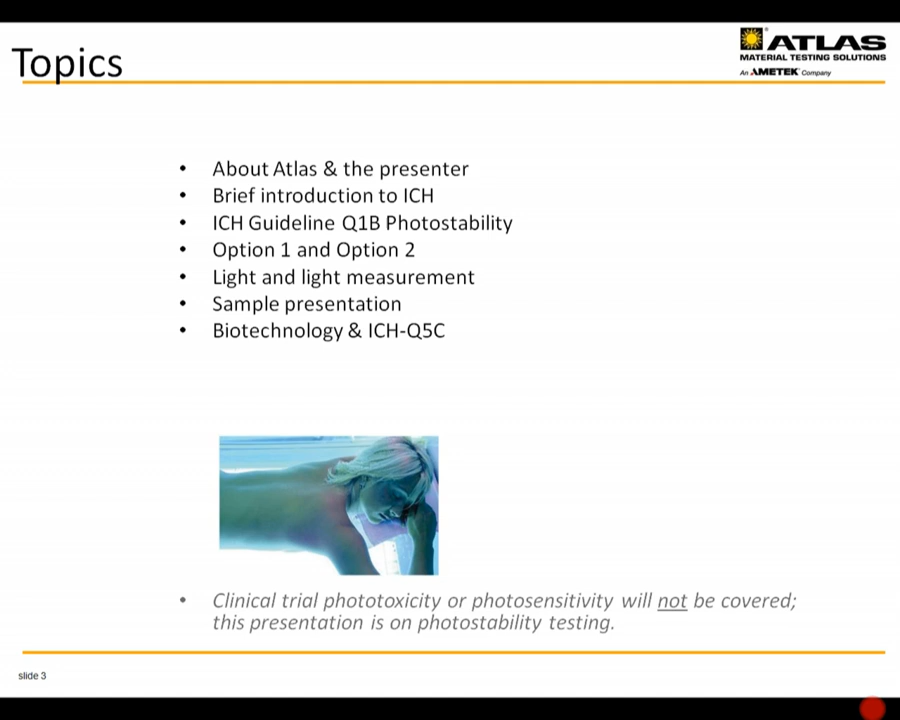 Topics
ATLAS
MATERIAL TESTING SOLUTIONS
An AMETEK Company
• About Atlas & the presenter
• Brief introduction to ICH
• ICH Guideline Q1B Photostability
• Option 1 and Option 2
• Light and light measurement
• Sample presentation
• Biotechnology & ICH-Q5C
• Clinical trial phototoxicity or photosensitivity will not be covered;
this presentation is on photostability testing.
slide 3